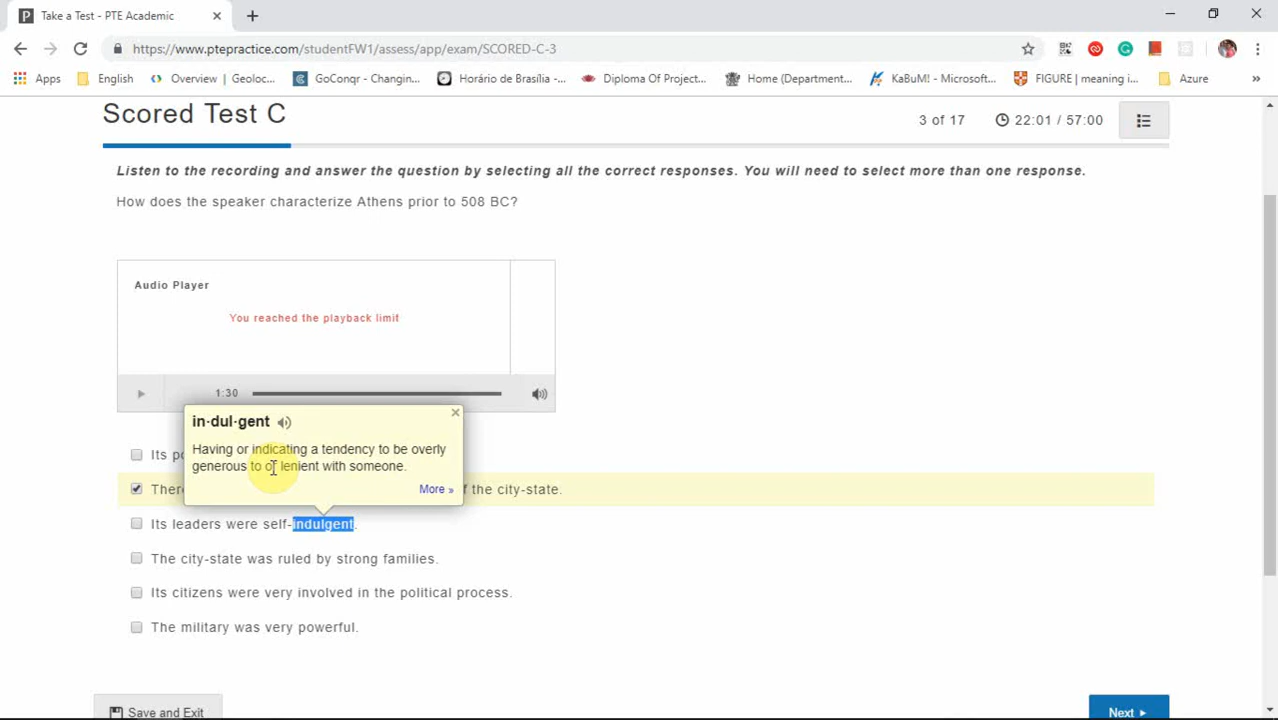 Take a Test - PTE Academic
https://www.ptepractice.com/studentFW1/assess/app/exam/SCORED-C-3
Apps English Overview | Geoloc... GoConqr - Changin... Horário de Brasília -... Diploma Of Project... Home (Department... KaBuM! - Microsoft... FIGURE | meaning i... Azure »
Scored Test C 3 of 17 22:01 / 57:00
Listen to the recording and answer the question by selecting all the correct responses. You will need to select more than one response.
How does the speaker characterize Athens prior to 508 BC?
Audio Player
You reached the playback limit
1:30
in·dul·gent
Having or indicating a tendency to be overly
generous to or lenient with someone.
More »
Its
There f the city-state.
Its leaders were self-indulgent.
The city-state was ruled by strong families.
Its citizens were very involved in the political process.
The military was very powerful.
Save and Exit Next